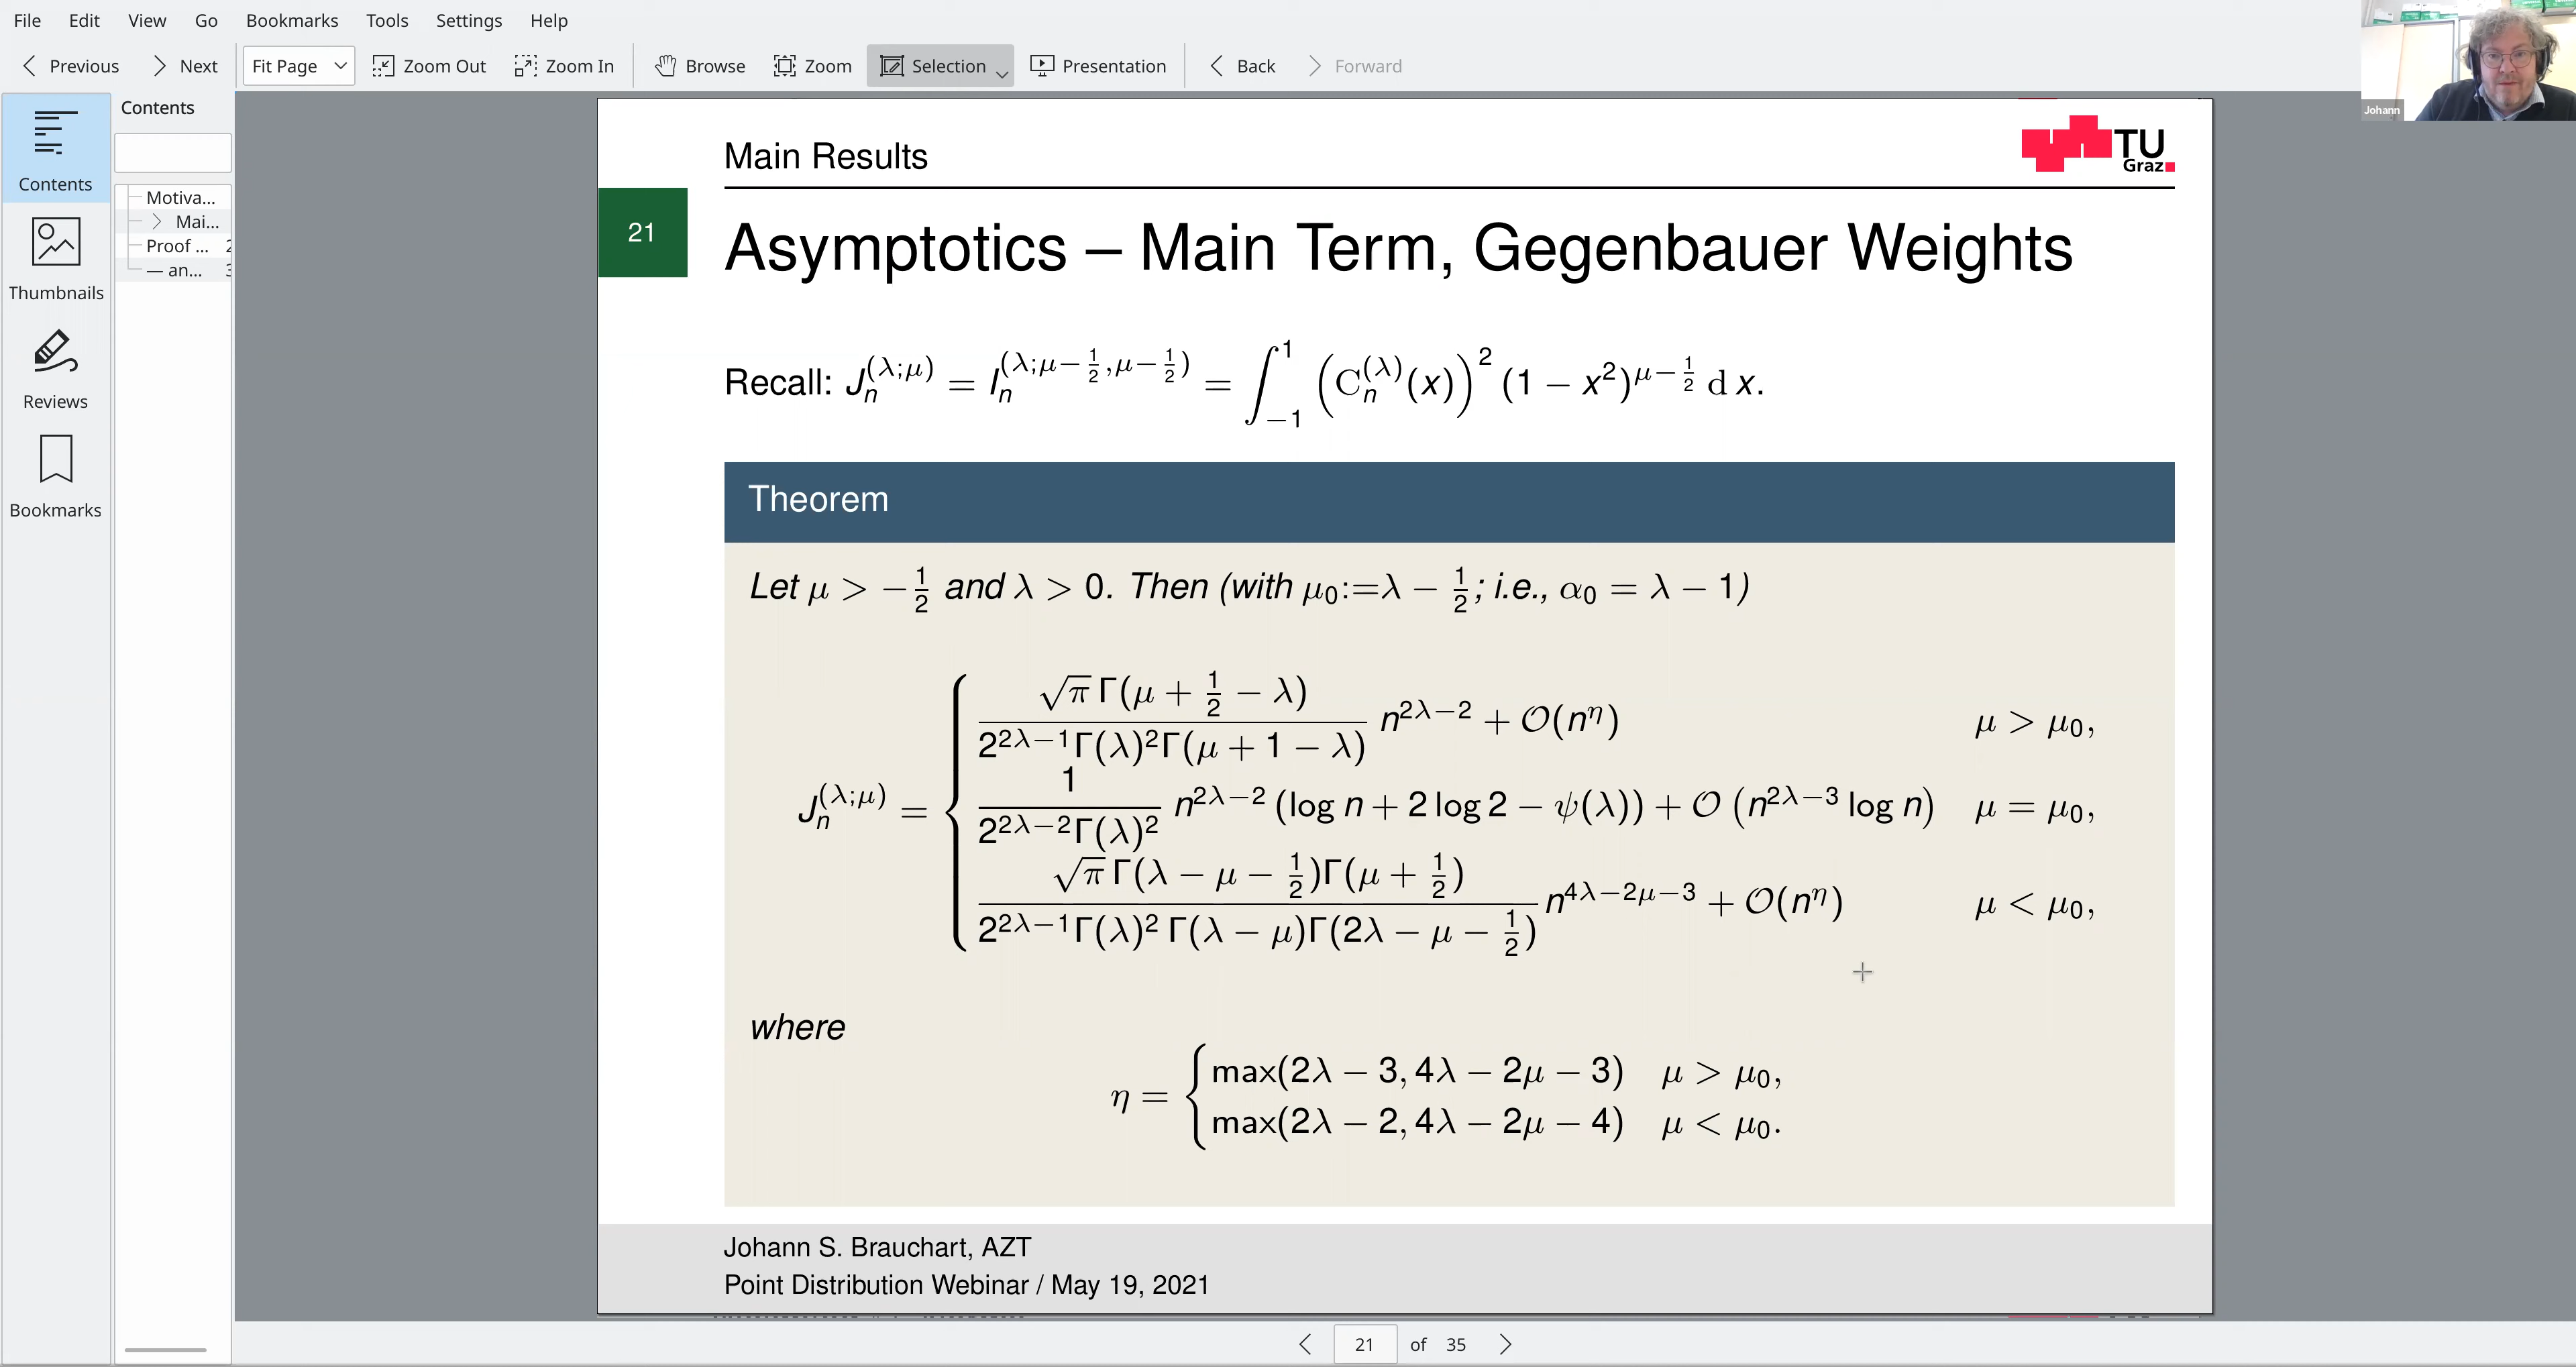 File Edit View Go Bookmarks Tools Settings Help
Previous Next Fit Page Zoom Out Zoom In Browse Zoom Selection Presentation Back Forward
Johann
Contents
Contents
Thumbnails
Reviews
Bookmarks
Motiva...
Mai...
Proof ... 2
— an... 3
Main Results
TU
Graz
21
Asymptotics – Main Term, Gegenbauer Weights
Recall: J_n^{(λ;μ)} = I_n^{(λ;μ−1/2,μ−1/2)} = ∫_{−1}^{1} (C_n^{(λ)}(x))^2 (1 − x^2)^{μ−1/2} d x.
Theorem
Let μ > −1/2 and λ > 0. Then (with μ_0:=λ − 1/2; i.e., α_0 = λ − 1)
J_n^{(λ;μ)} = {
√π Γ(μ + 1/2 − λ) / (2^{2λ−1}Γ(λ)^2Γ(μ + 1 − λ)) n^{2λ−2} + O(n^η) μ > μ_0,
1 / (2^{2λ−2}Γ(λ)^2) n^{2λ−2} (log n + 2 log 2 − ψ(λ)) + O (n^{2λ−3} log n) μ = μ_0,
√π Γ(λ − μ − 1/2)Γ(μ + 1/2) / (2^{2λ−1}Γ(λ)^2 Γ(λ − μ)Γ(2λ − μ − 1/2)) n^{4λ−2μ−3} + O(n^η) μ < μ_0,
where
η = {
max(2λ − 3, 4λ − 2μ − 3) μ > μ_0,
max(2λ − 2, 4λ − 2μ − 4) μ < μ_0.
Johann S. Brauchart, AZT
Point Distribution Webinar / May 19, 2021
21 of 35